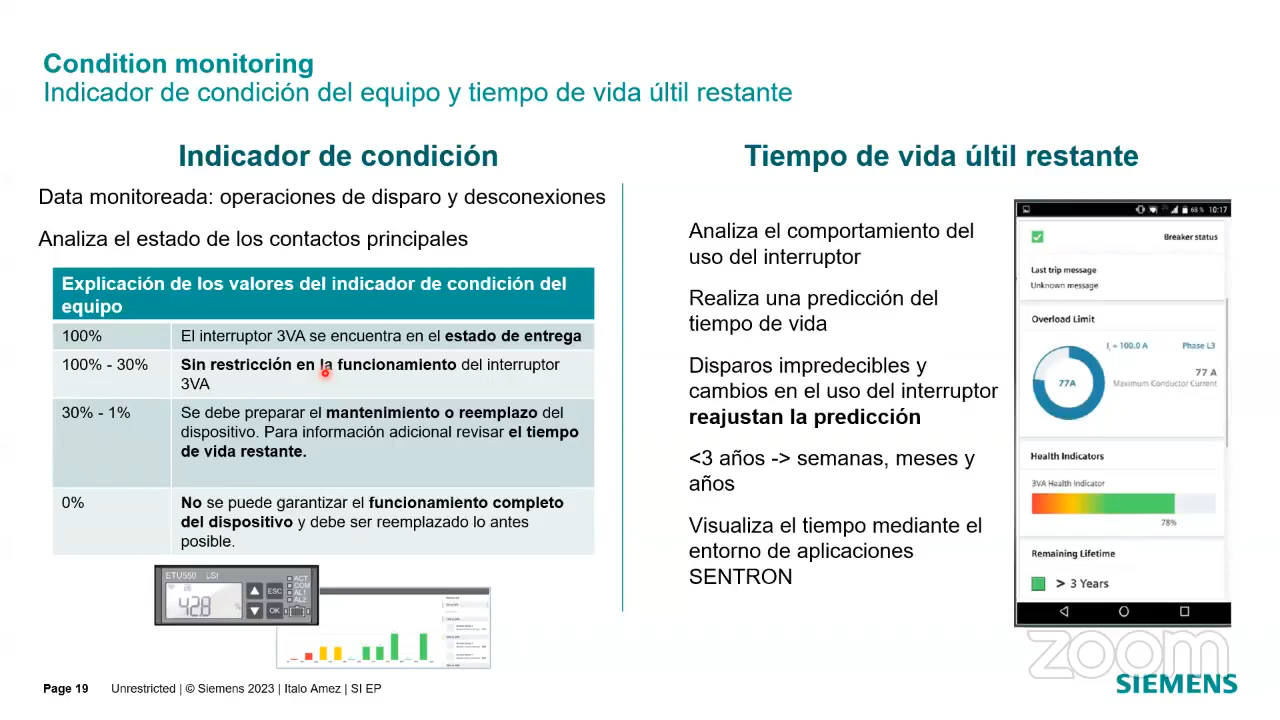 Condition monitoring
Indicador de condición del equipo y tiempo de vida últil restante
Indicador de condición
Data monitoreada: operaciones de disparo y desconexiones
Analiza el estado de los contactos principales
Explicación de los valores del indicador de condición del
equipo
100%
El interruptor 3VA se encuentra en el estado de entrega
100% - 30%
Sin restricción en la funcionamiento del interruptor
3VA
30% - 1%
Se debe preparar el mantenimiento o reemplazo del
dispositivo. Para información adicional revisar el tiempo
de vida restante.
0%
No se puede garantizar el funcionamiento completo
del dispositivo y debe ser reemplazado lo antes
posible.
ETU550 LSI
42.8
ESC
OK
ACT
COM
AL1
AL2
Tiempo de vida últil restante
Analiza el comportamiento del
uso del interruptor
Realiza una predicción del
tiempo de vida
Disparos impredecibles y
cambios en el uso del interruptor
reajustan la predicción
<3 años -> semanas, meses y
años
Visualiza el tiempo mediante el
entorno de aplicaciones
SENTRON
68 % 10:17
Breaker status
Last trip message
Unknown message
Overload Limit
Ir = 100.0 A Phase L3
77A
77 A
Maximum Conductor Current
Health Indicators
3VA Health Indicator
78%
Remaining Lifetime
> 3 Years
zoom
SIEMENS
Page 19 Unrestricted | © Siemens 2023 | Italo Amez | SI EP